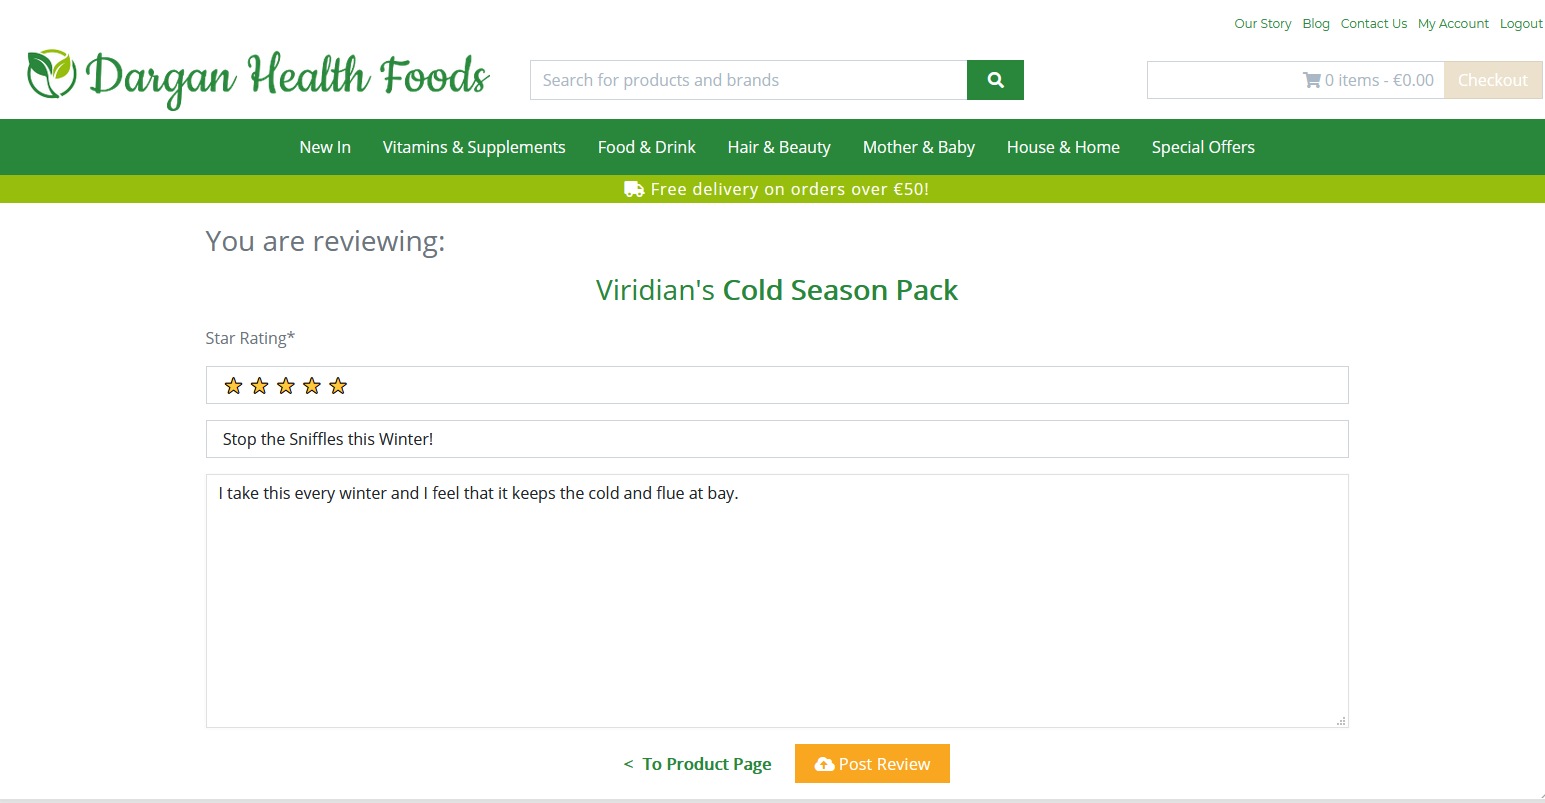 Our Story Blog Contact Us My Account Logout
Dargan Health Foods
Search for products and brands
0 items - €0.00 Checkout
New In Vitamins & Supplements Food & Drink Hair & Beauty Mother & Baby House & Home Special Offers
Free delivery on orders over €50!
You are reviewing:
Viridian's Cold Season Pack
Star Rating*
Stop the Sniffles this Winter!
I take this every winter and I feel that it keeps the cold and flue at bay.
< To Product Page Post Review